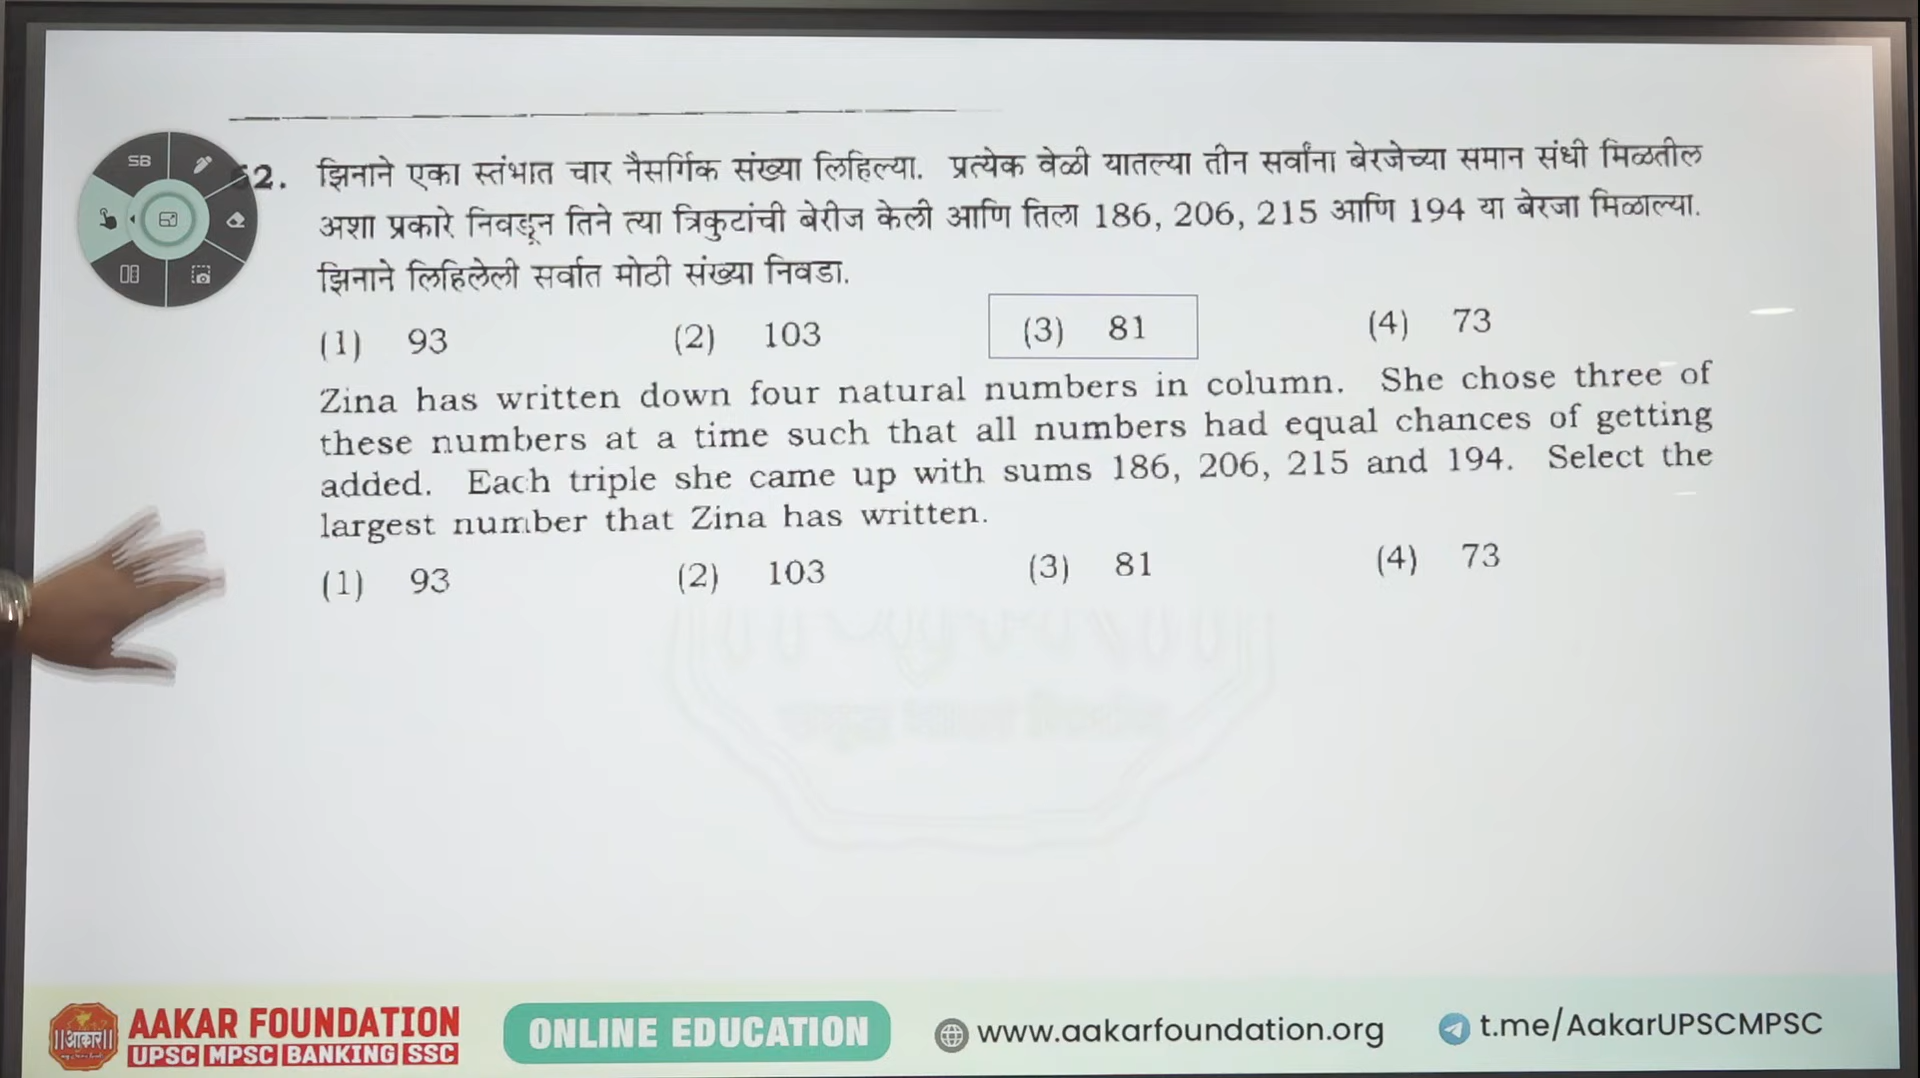 SB
52. झिनाने एका स्तंभात चार नैसर्गिक संख्या लिहिल्या. प्रत्येक वेळी यातल्या तीन सर्वांना बेरजेच्या समान संधी मिळतील
अशा प्रकारे निवडून तिने त्या त्रिकुटांची बेरीज केली आणि तिला 186, 206, 215 आणि 194 या बेरजा मिळाल्या.
झिनाने लिहिलेली सर्वात मोठी संख्या निवडा.
(1) 93 (2) 103 (3) 81 (4) 73
Zina has written down four natural numbers in column. She chose three of
these numbers at a time such that all numbers had equal chances of getting
added. Each triple she came up with sums 186, 206, 215 and 194. Select the
largest number that Zina has written.
(1) 93 (2) 103 (3) 81 (4) 73
॥आकार॥ AAKAR FOUNDATION
UPSC MPSC BANKING SSC
ONLINE EDUCATION
www.aakarfoundation.org
t.me/AakarUPSCMPSC